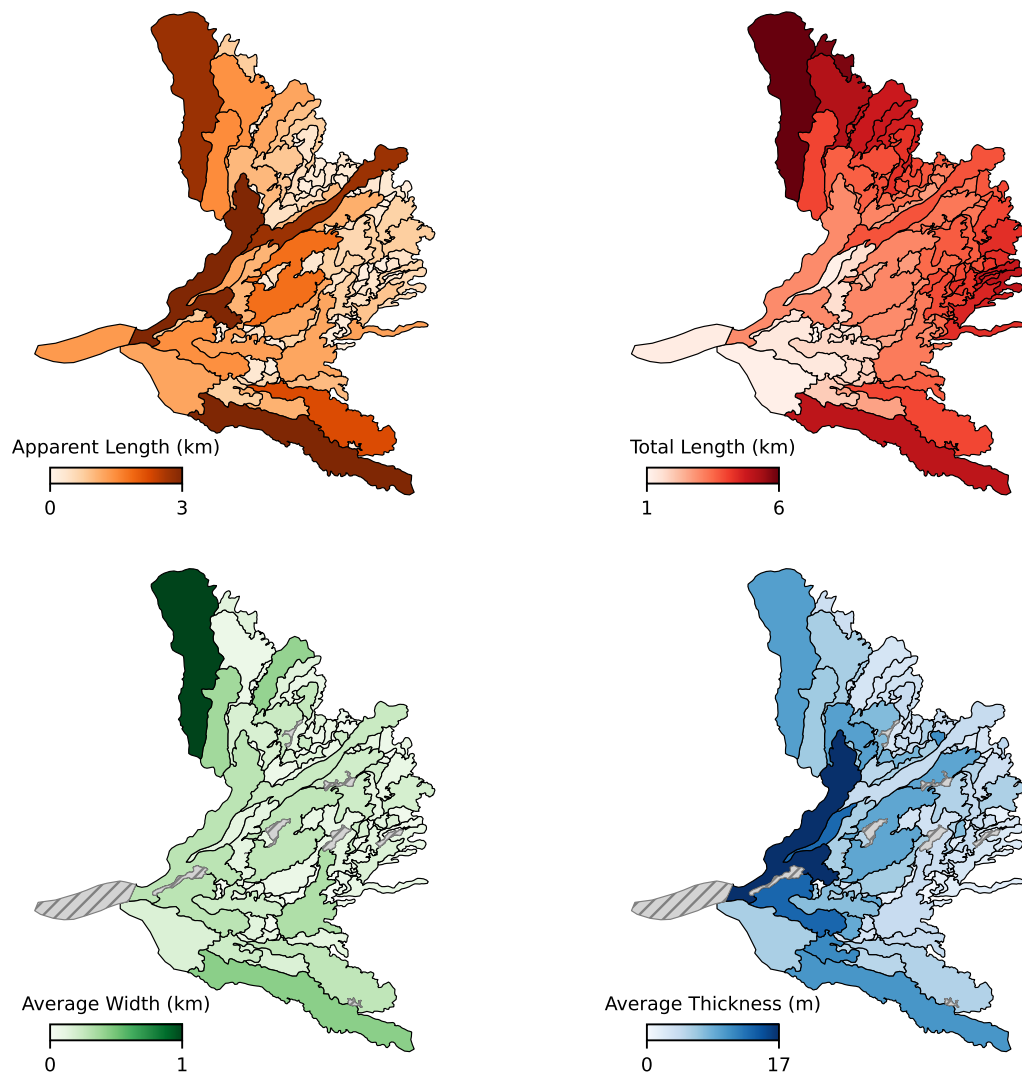 Apparent Length (km)
0 3
Total Length (km)
1 6
Average Width (km)
0 1
Average Thickness (m)
0 17